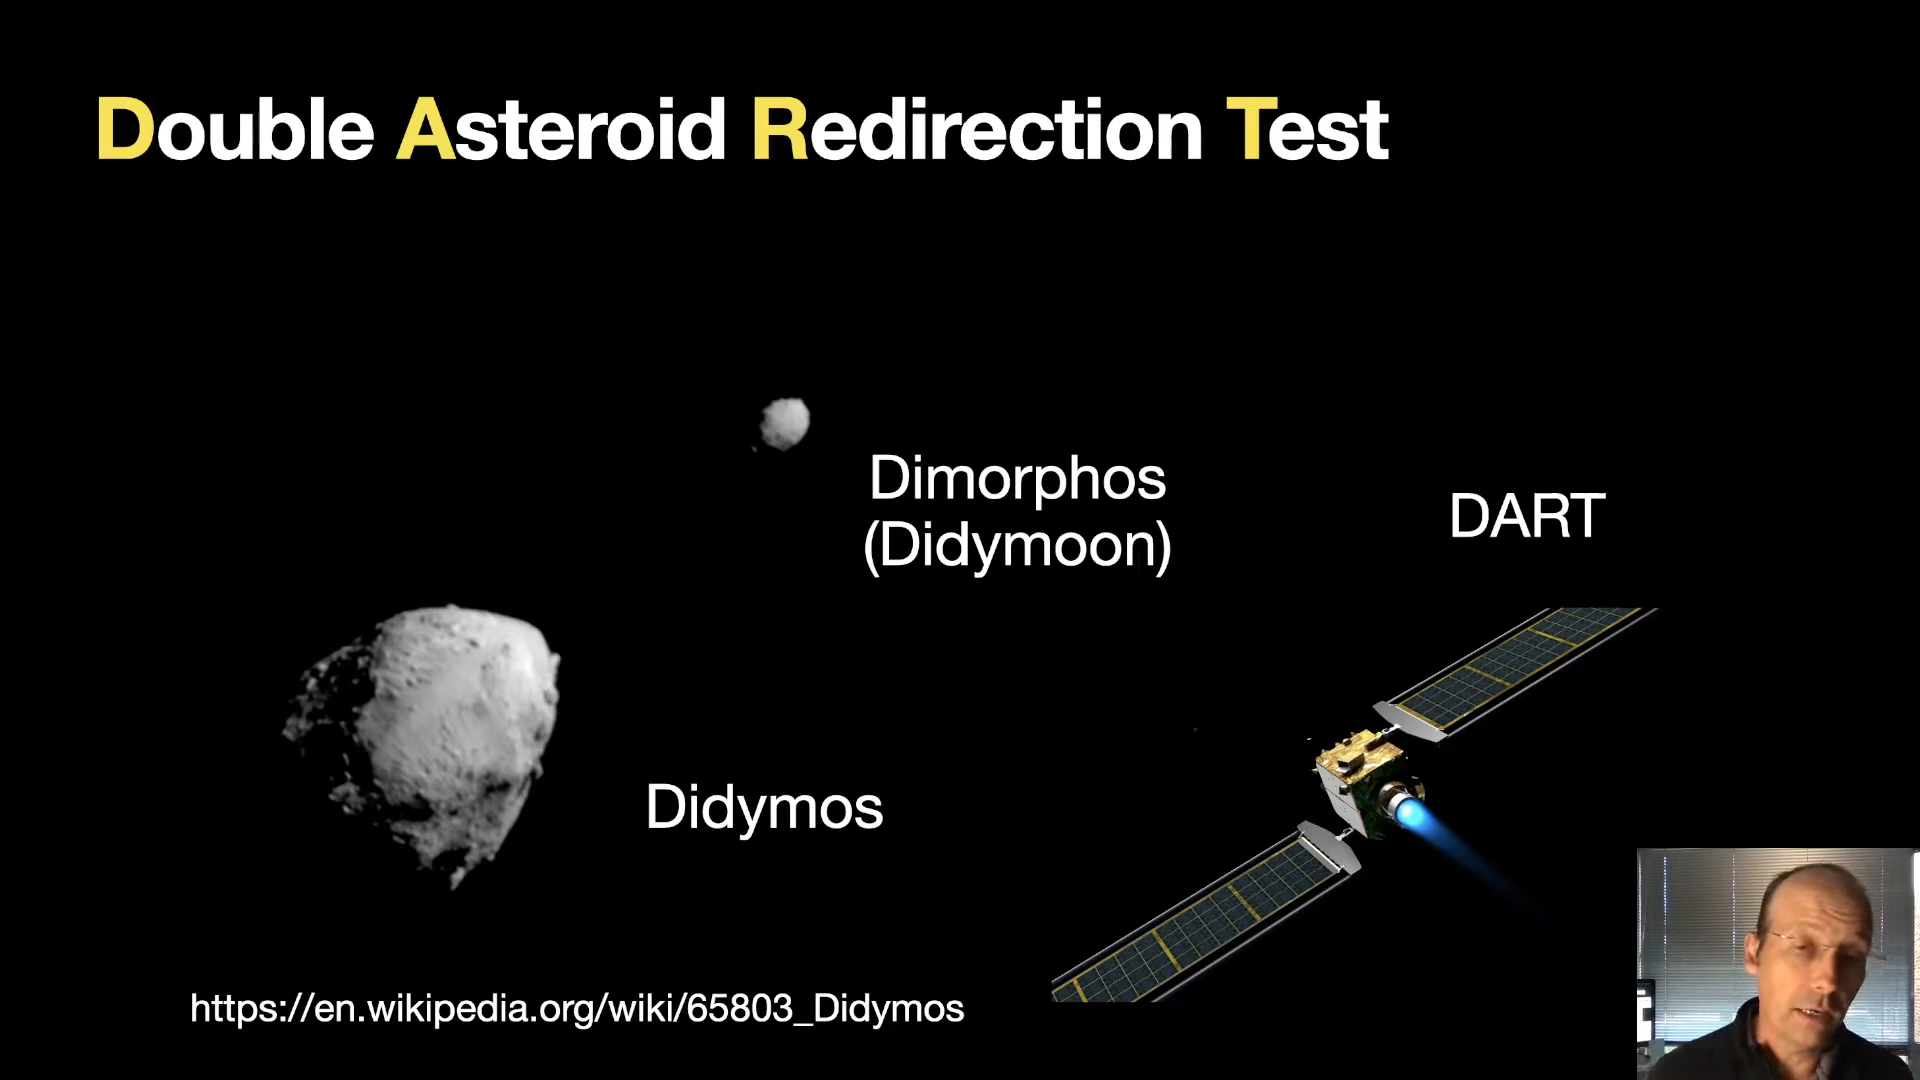 Double Asteroid Redirection Test
Dimorphos
(Didymoon)
DART
Didymos
https://en.wikipedia.org/wiki/65803_Didymos